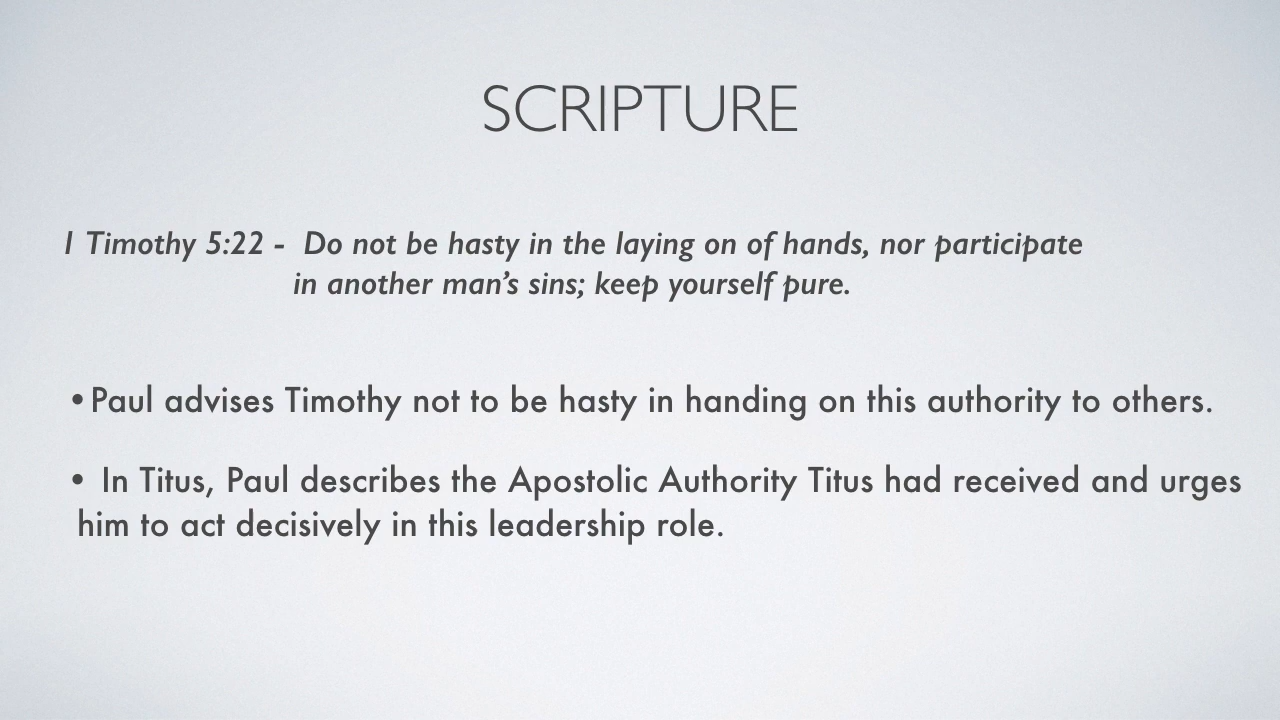 SCRIPTURE
1 Timothy 5:22 - Do not be hasty in the laying on of hands, nor participate
in another man’s sins; keep yourself pure.
•Paul advises Timothy not to be hasty in handing on this authority to others.
• In Titus, Paul describes the Apostolic Authority Titus had received and urges
him to act decisively in this leadership role.